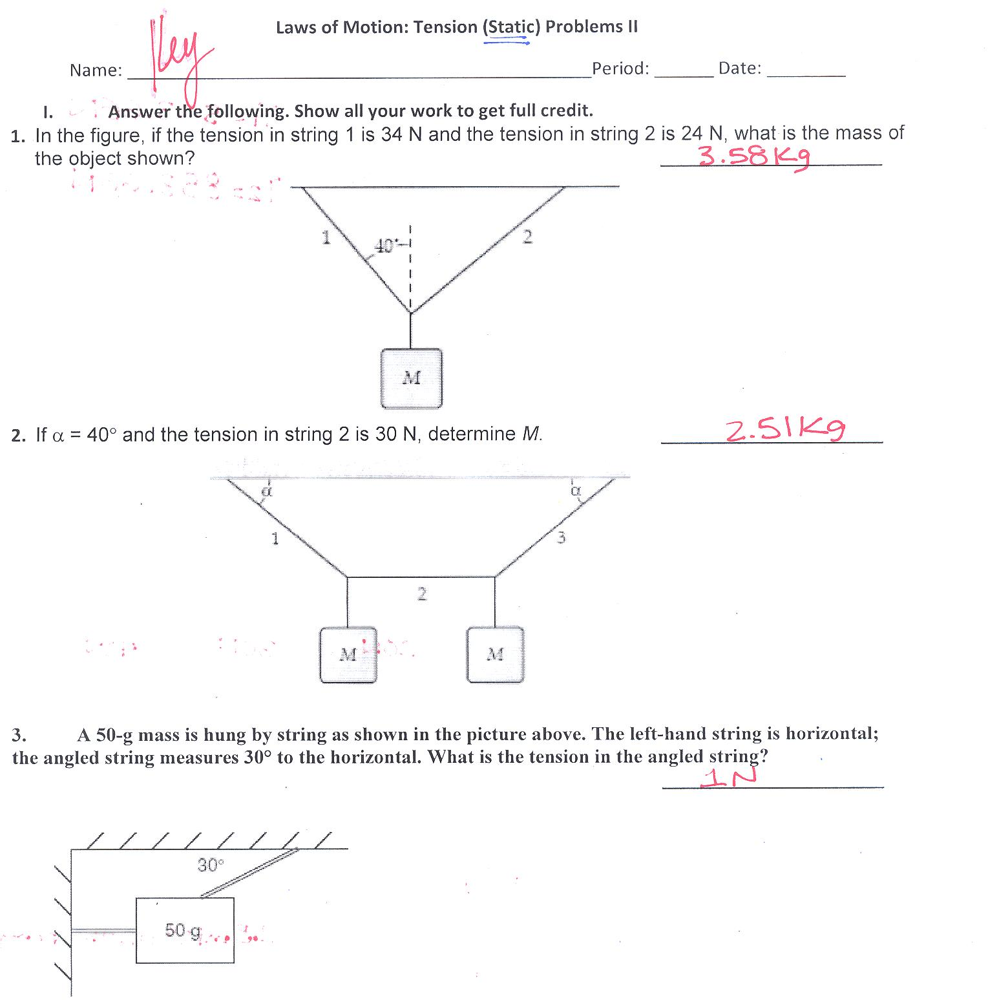 Laws of Motion: Tension (Static) Problems II
Key
Name: Period: Date:
I. Answer the following. Show all your work to get full credit.
1. In the figure, if the tension in string 1 is 34 N and the tension in string 2 is 24 N, what is the mass of
the object shown?
3.58Kg
1
40°
2
M
2. If α = 40° and the tension in string 2 is 30 N, determine M.
2.51Kg
α
α
1
3
2
M
M
3. A 50-g mass is hung by string as shown in the picture above. The left-hand string is horizontal;
the angled string measures 30° to the horizontal. What is the tension in the angled string?
1N
30°
50 g